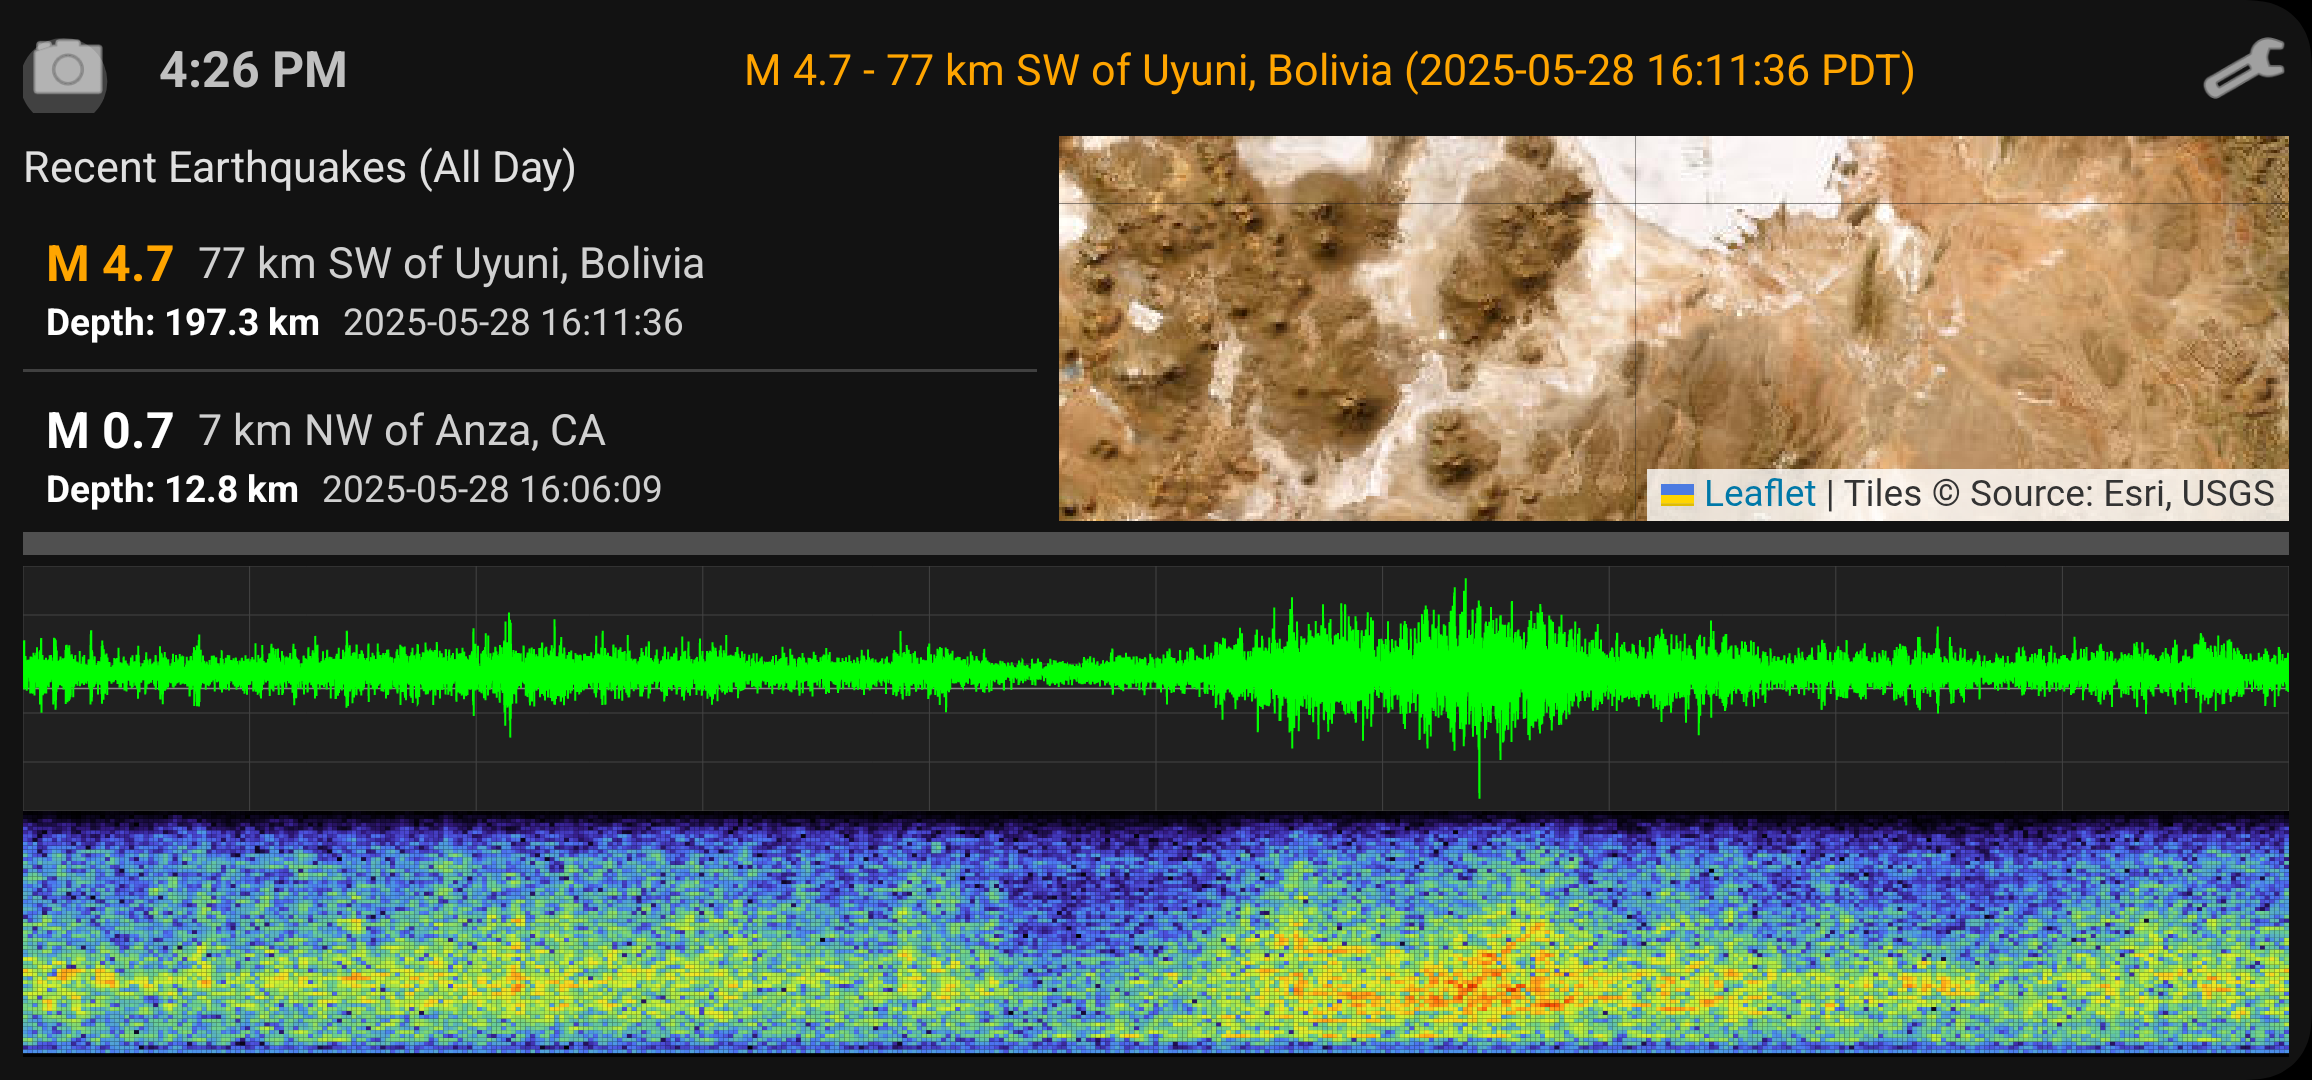 4:26 PM
M 4.7 - 77 km SW of Uyuni, Bolivia (2025-05-28 16:11:36 PDT)
Recent Earthquakes (All Day)
M 4.7 77 km SW of Uyuni, Bolivia
Depth: 197.3 km 2025-05-28 16:11:36
M 0.7 7 km NW of Anza, CA
Depth: 12.8 km 2025-05-28 16:06:09
Leaflet | Tiles © Source: Esri, USGS